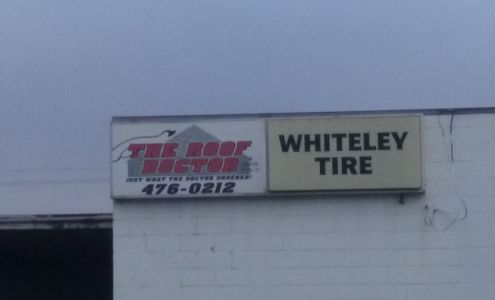 THE ROOF
DOCTOR
JUST WHAT THE DOCTOR ORDERED!
476-0212
WHITELEY
TIRE